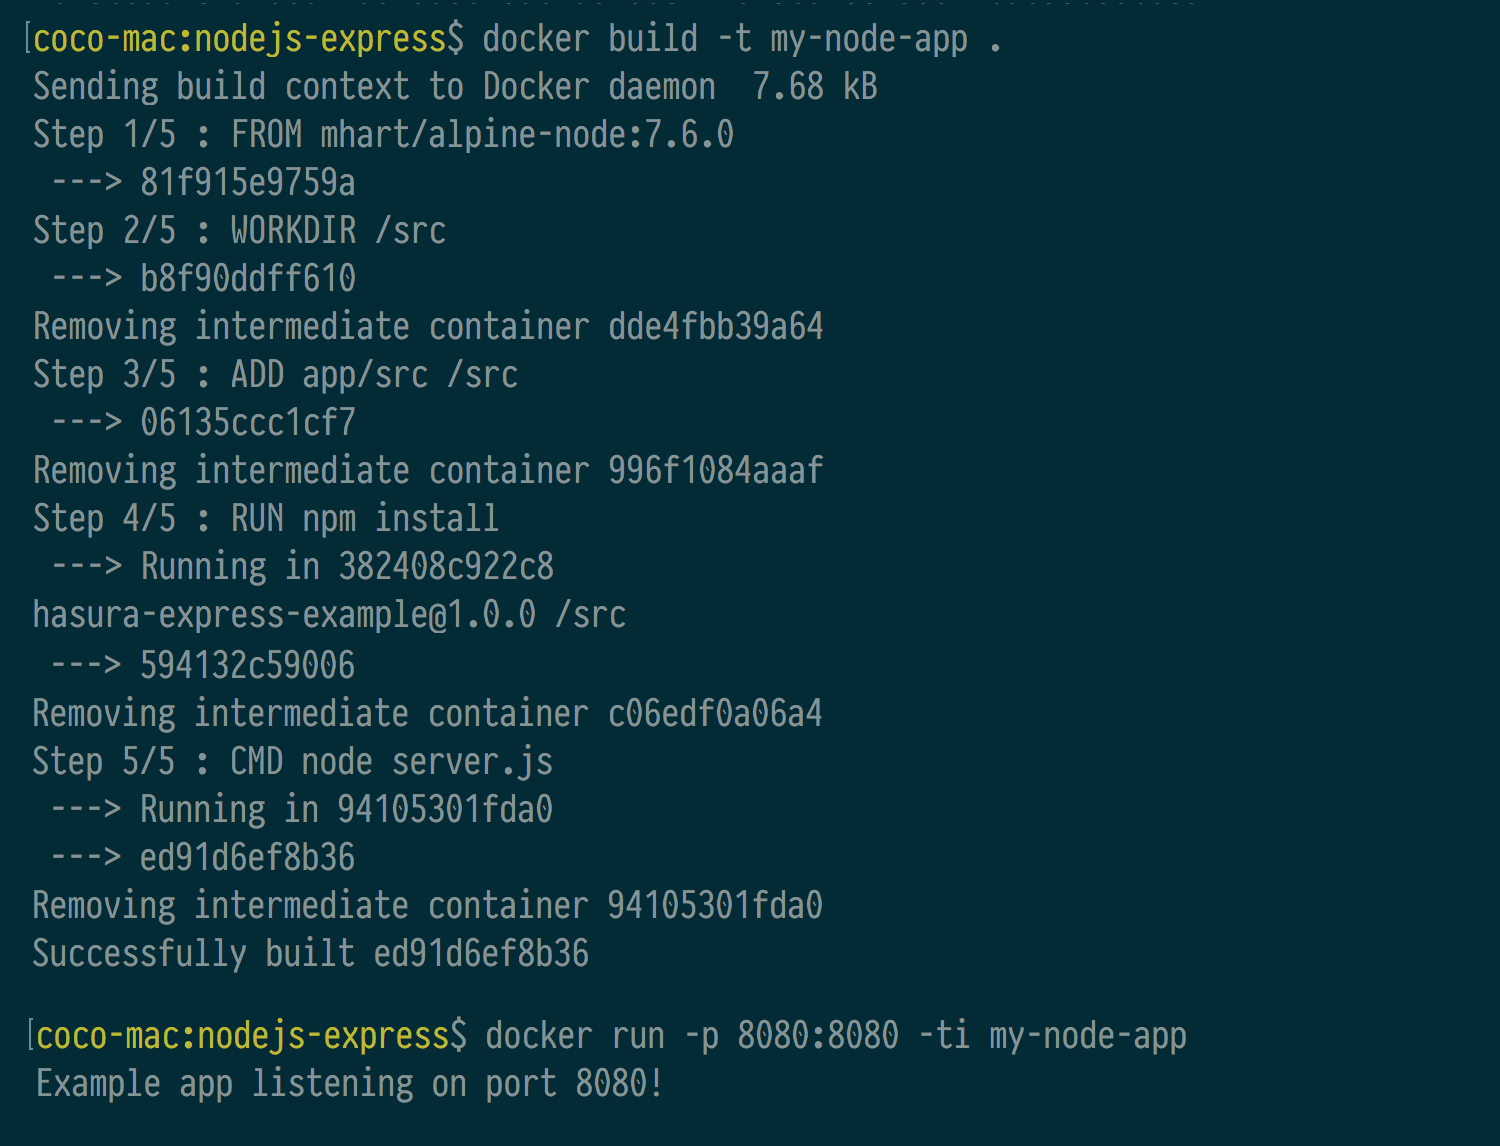 [coco-mac:nodejs-express$ docker build -t my-node-app .
Sending build context to Docker daemon  7.68 kB
Step 1/5 : FROM mhart/alpine-node:7.6.0
 ---> 81f915e9759a
Step 2/5 : WORKDIR /src
 ---> b8f90ddff610
Removing intermediate container dde4fbb39a64
Step 3/5 : ADD app/src /src
 ---> 06135ccc1cf7
Removing intermediate container 996f1084aaaf
Step 4/5 : RUN npm install
 ---> Running in 382408c922c8
hasura-express-example@1.0.0 /src
 ---> 594132c59006
Removing intermediate container c06edf0a06a4
Step 5/5 : CMD node server.js
 ---> Running in 94105301fda0
 ---> ed91d6ef8b36
Removing intermediate container 94105301fda0
Successfully built ed91d6ef8b36
[coco-mac:nodejs-express$ docker run -p 8080:8080 -ti my-node-app
Example app listening on port 8080!